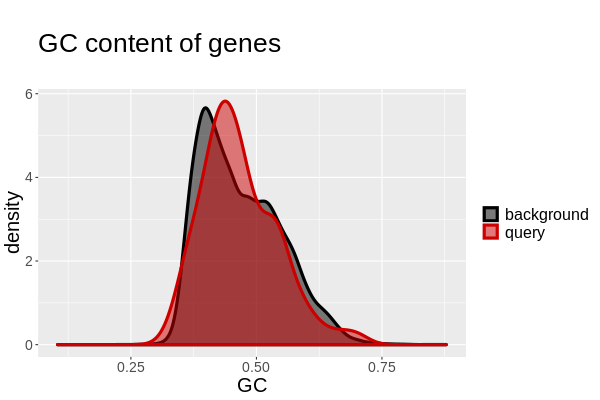 GC content of genes
density
6
4
2
0
0.25 0.50 0.75
GC
background
query